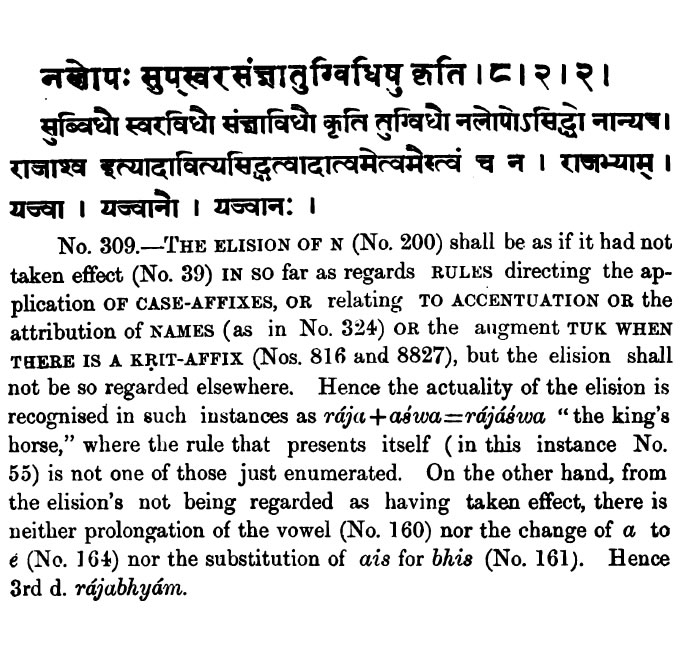 नलोपः सुप्स्वरसंज्ञातुग्विधिषु कृति । ८ । २ । २ ।
सुब्विधौ स्वरविधौ संज्ञाविधौ कृति तुग्विधौ नलोपोऽसिद्धो नान्यत्र।
राजाश्व इत्यादावित्यसिद्धत्वादात्वमेत्वमैस्त्वं च न । राजभ्याम् ।
यज्वा । यज्वानौ । यज्वानः ।
No. 309.—THE ELISION OF N (No. 200) shall be as if it had not
taken effect (No. 39) IN SO far as regards RULES directing the ap-
plication OF CASE-AFFIXES, OR relating TO ACCENTUATION OR the
attribution of NAMES (as in No. 324) OR the augment TUK WHEN
THERE IS A KṚIT-AFFIX (Nos. 816 and 8827), but the elision shall
not be so regarded elsewhere. Hence the actuality of the elision is
recognised in such instances as rája+aśwa=rájáśwa "the king's
horse," where the rule that presents itself ( in this instance No.
55) is not one of those just enumerated. On the other hand, from
the elision's not being regarded as having taken effect, there is
neither prolongation of the vowel (No. 160) nor the change of a to
é (No. 164) nor the substitution of ais for bhis (No. 161). Hence
3rd d. rájabhyám.